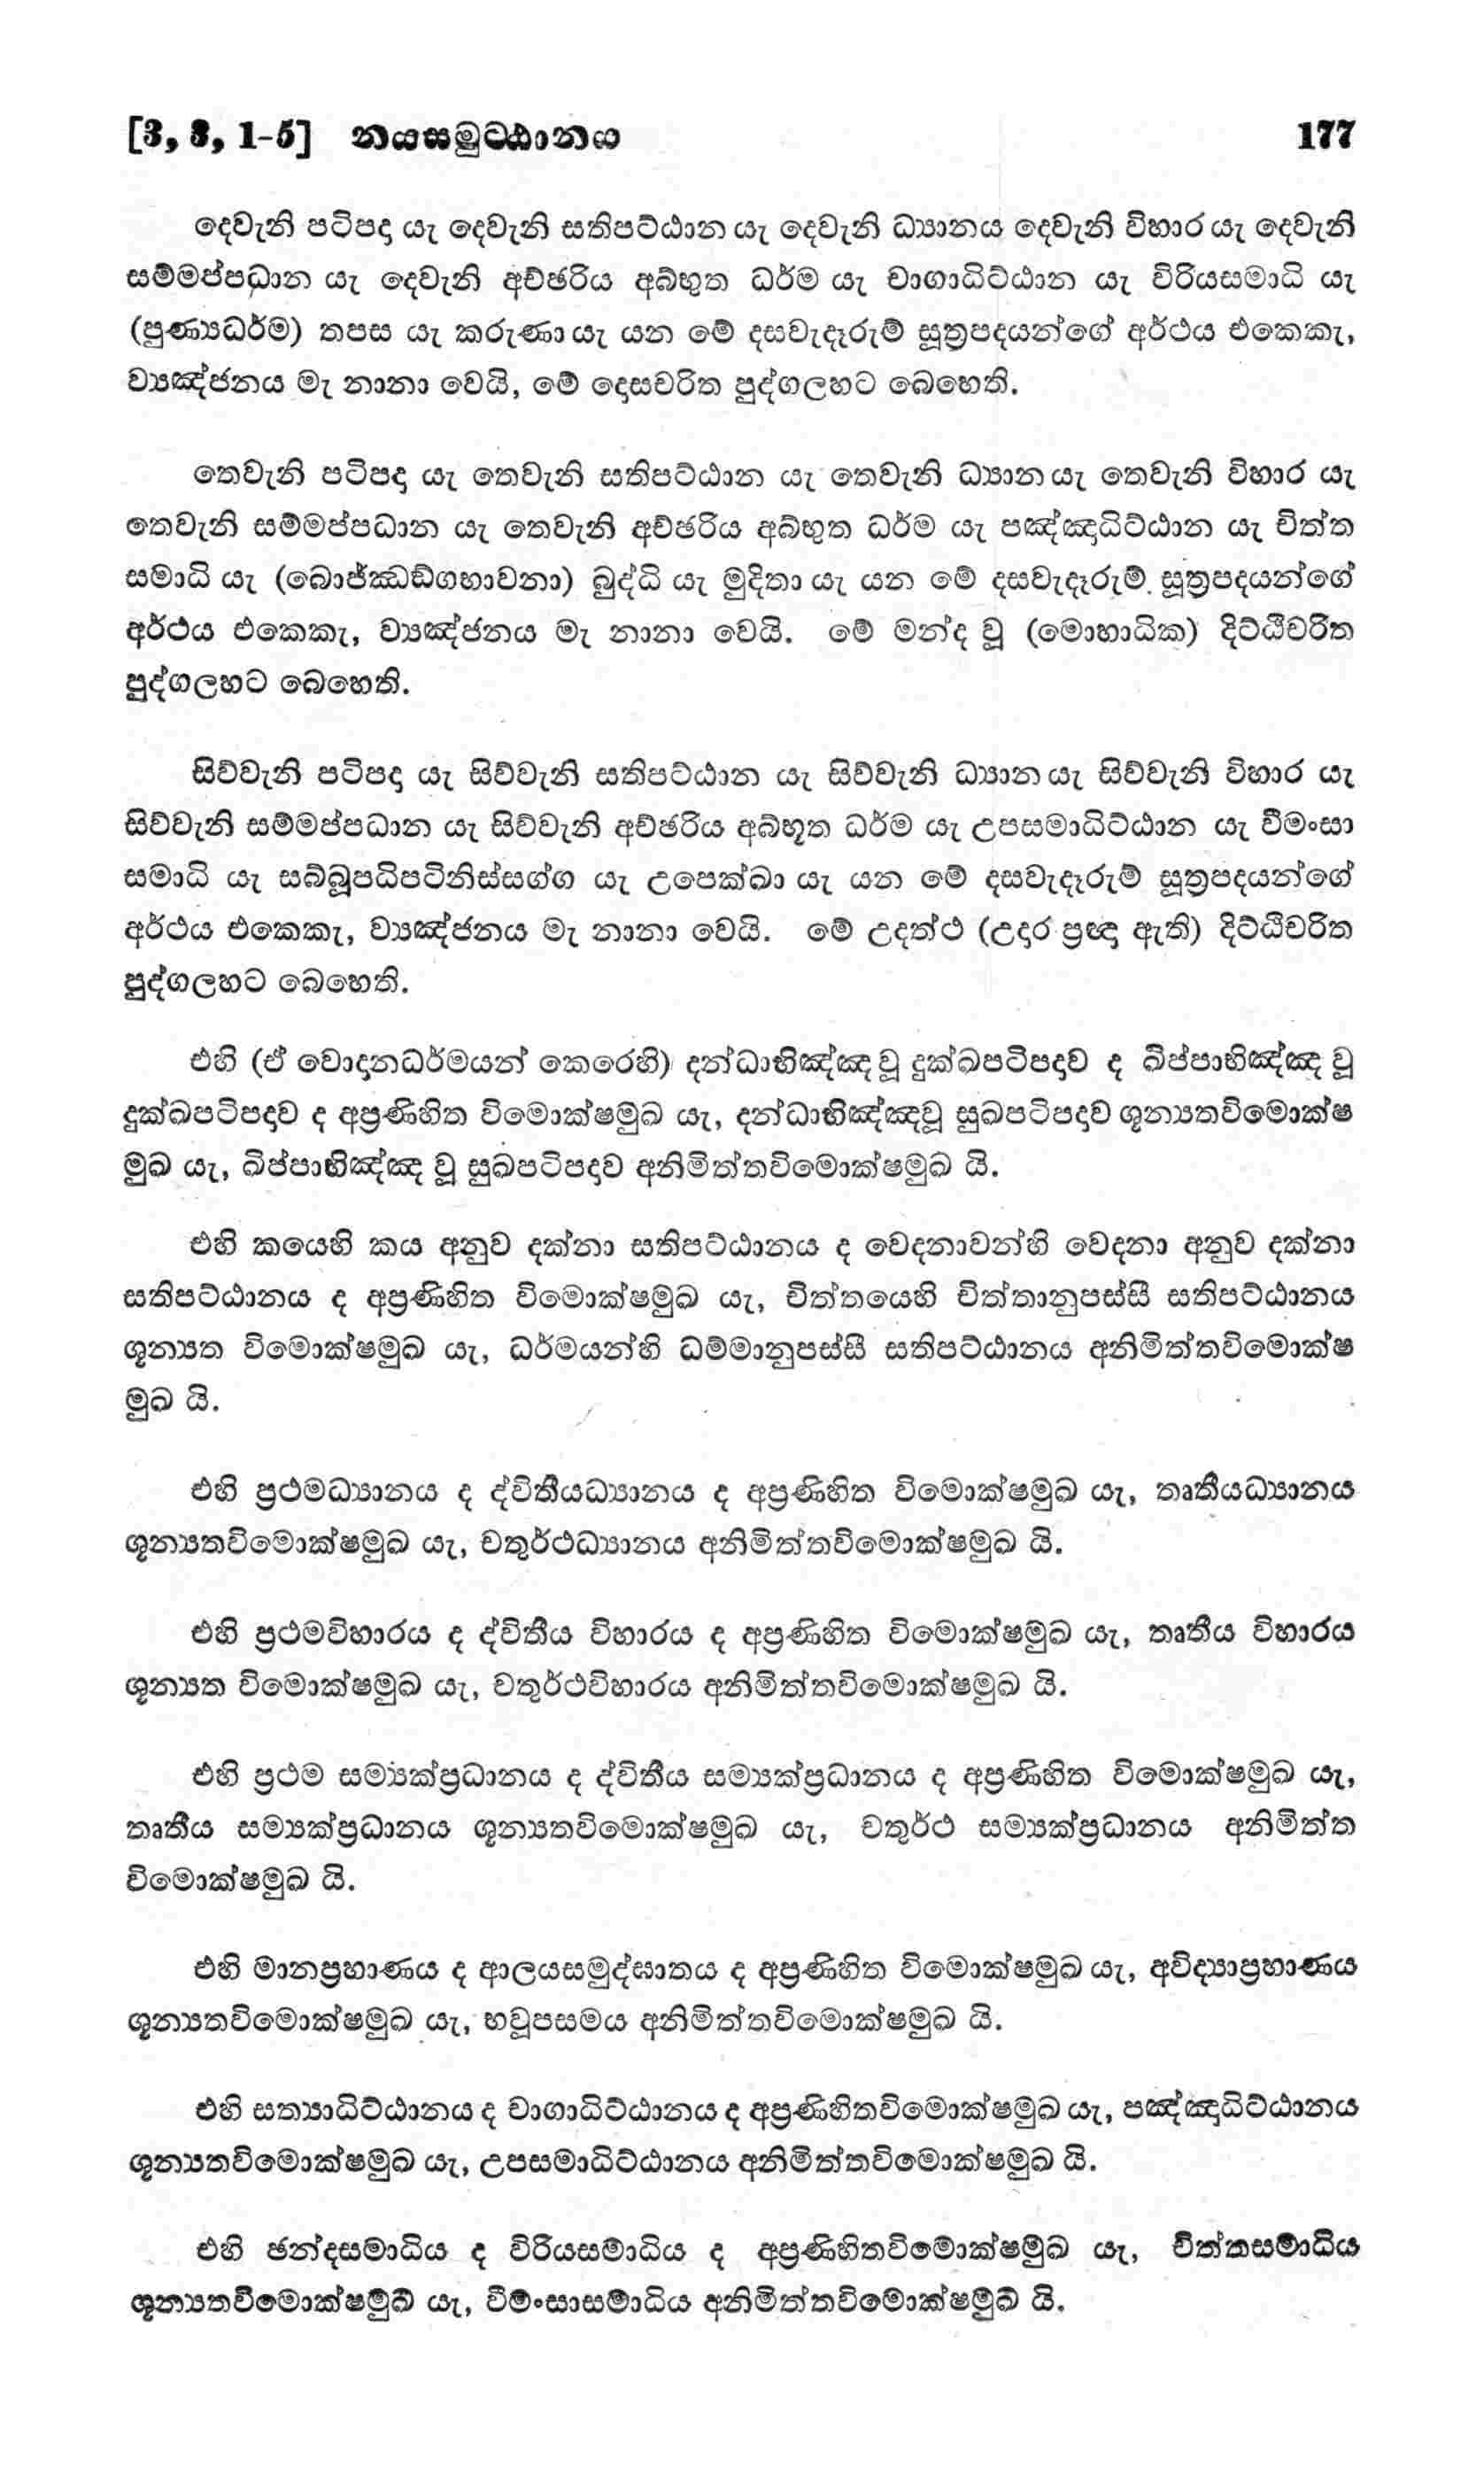 [3, 3, 1-5] නයසමුට‍්ඨානය 177
දෙවැනි පටිපදා යැ දෙවැනි සතිපට්ඨාන යැ දෙවැනි ධ්‍යානය දෙවැනි විහාර යැ දෙවැනි
සම්මප්පධාන යැ දෙවැනි අච්ඡරිය අබ්භුත ධර්ම යැ චාගාධිට්ඨාන යැ විරියසමාධි යැ
(පුණ්‍යධර්ම) තපස යැ කරුණා යැ යන මේ දසවැදෑරුම් සූත්‍රපදයන්ගේ අර්ථය එකෙකැ,
ව්‍යඤ්ජනය මැ නානා වෙයි, මේ දොසචරිත පුද්ගලහට බෙහෙති.
තෙවැනි පටිපදා යැ තෙවැනි සතිපට්ඨාන යැ තෙවැනි ධ්‍යාන යැ තෙවැනි විහාර යැ
තෙවැනි සම්මප්පධාන යැ තෙවැනි අච්ඡරිය අබ්භුත ධර්ම යැ පඤ්ඤාධිට්ඨාන යැ චිත්ත
සමාධි යැ (බොජ්ඣඞ්ගභාවනා) බුද්ධි යැ මුදිතා යැ යන මේ දසවැදෑරුම් සූත්‍රපදයන්ගේ
අර්ථය එකෙකැ, ව්‍යඤ්ජනය මැ නානා වෙයි. මේ මන්ද වූ (මොහාධික) දිට්ඨිචරිත
පුද්ගලහට බෙහෙති.
සිව්වැනි පටිපදා යැ සිව්වැනි සතිපට්ඨාන යැ සිව්වැනි ධ්‍යාන යැ සිව්වැනි විහාර යැ
සිව්වැනි සම්මප්පධාන යැ සිව්වැනි අච්ඡරිය අබ්භූත ධර්ම යැ උපසමාධිට්ඨාන යැ වීමංසා
සමාධි යැ සබ්බූපධිපටිනිස්සග්ග යැ උපෙක්ඛා යැ යන මේ දසවැදෑරුම් සූත්‍රපදයන්ගේ
අර්ථය එකෙකැ, ව්‍යඤ්ජනය මැ නානා වෙයි. මේ උදත්ථ (උදාර ප්‍රඥා ඇති) දිට්ඨිචරිත
පුද්ගලහට බෙහෙති.
එහි (ඒ වොදානධර්මයන් කෙරෙහි) දන්ධාභිඤ්ඤ වූ දුක්ඛපටිපදාව ද ඛිප්පාභිඤ්ඤ වූ
දුක්ඛපටිපදාව ද අප්‍රණිහිත විමොක්ෂමුඛ යැ, දන්ධාභිඤ්ඤවූ සුඛපටිපදාව ශූන්‍යතවිමොක්ෂ
මුඛ යැ, ඛිප්පාභිඤ්ඤ වූ සුඛපටිපදාව අනිමිත්තවිමොක්ෂමුඛ යි.
එහි කයෙහි කය අනුව දක්නා සතිපට්ඨානය ද වෙදනාවන්හි වෙදනා අනුව දක්නා
සතිපට්ඨානය ද අප්‍රණිහිත විමොක්ෂමුඛ යැ, චිත්තයෙහි චිත්තානුපස්සී සතිපට්ඨානය
ශූන්‍යත විමොක්ෂමුඛ යැ, ධර්මයන්හි ධම්මානුපස්සී සතිපට්ඨානය අනිමිත්තවිමොක්ෂ
මුඛ යි.
එහි ප්‍රථමධ්‍යානය ද ද්විතීයධ්‍යානය ද අප්‍රණිහිත විමොක්ෂමුඛ යැ, තෘතීයධ්‍යානය
ශූන්‍යතවිමොක්ෂමුඛ යැ, චතුර්ථධ්‍යානය අනිමිත්තවිමොක්ෂමුඛ යි.
එහි ප්‍රථමවිහාරය ද ද්විතීය විහාරය ද අප්‍රණිහිත විමොක්ෂමුඛ යැ, තෘතීය විහාරය
ශූන්‍යත විමොක්ෂමුඛ යැ, චතුර්ථවිහාරය අනිමිත්තවිමොක්ෂමුඛ යි.
එහි ප්‍රථම සම්‍යක්ප්‍රධානය ද ද්විතීය සම්‍යක්ප්‍රධානය ද අප්‍රණිහිත විමොක්ෂමුඛ යැ,
තෘතීය සම්‍යක්ප්‍රධානය ශූන්‍යතවිමොක්ෂමුඛ යැ, චතුර්ථ සම්‍යක්ප්‍රධානය අනිමිත්ත
විමොක්ෂමුඛ යි.
එහි මානප්‍රහාණය ද ආලයසමුද්ඝාතය ද අප්‍රණිහිත විමොක්ෂමුඛ යැ, අවිද්‍යාප්‍රහාණය
ශූන්‍යතවිමොක්ෂමුඛ යැ, භවූපසමය අනිමිත්තවිමොක්ෂමුඛ යි.
එහි සත්‍යාධිට්ඨානය ද චාගාධිට්ඨානය ද අප්‍රණිහිතවිමොක්ෂමුඛ යැ, පඤ්ඤාධිට්ඨානය
ශූන්‍යතවිමොක්ෂමුඛ යැ, උපසමාධිට්ඨානය අනිමිත්තවිමොක්ෂමුඛ යි.
එහි ඡන්දසමාධිය ද විරියසමාධිය ද අප්‍රණිහිතවිමොක්ෂමුඛ යැ, චිත්තසමාධිය
ශූන්‍යතවිමොක්ෂමුඛ යැ, වීමංසාසමාධිය අනිමිත්තවිමොක්ෂමුඛ යි.